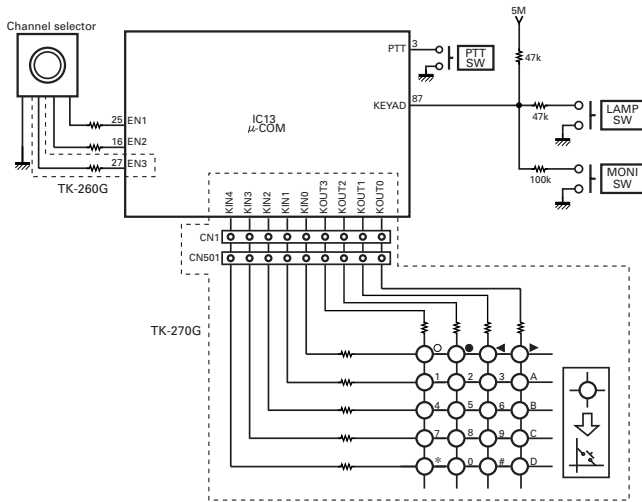 Channel selector
5M
3
PTT
PTT
SW
47k
87
KEYAD
IC13
µ-COM
47k
LAMP
SW
25
EN1
16
EN2
27
EN3
100k
MONI
SW
TK-260G
KIN4
KIN3
KIN2
KIN1
KIN0
KOUT3
KOUT2
KOUT1
KOUT0
CN1
CN501
TK-270G
1 2 3 A
4 5 6 B
7 8 9 C
* 0 # D